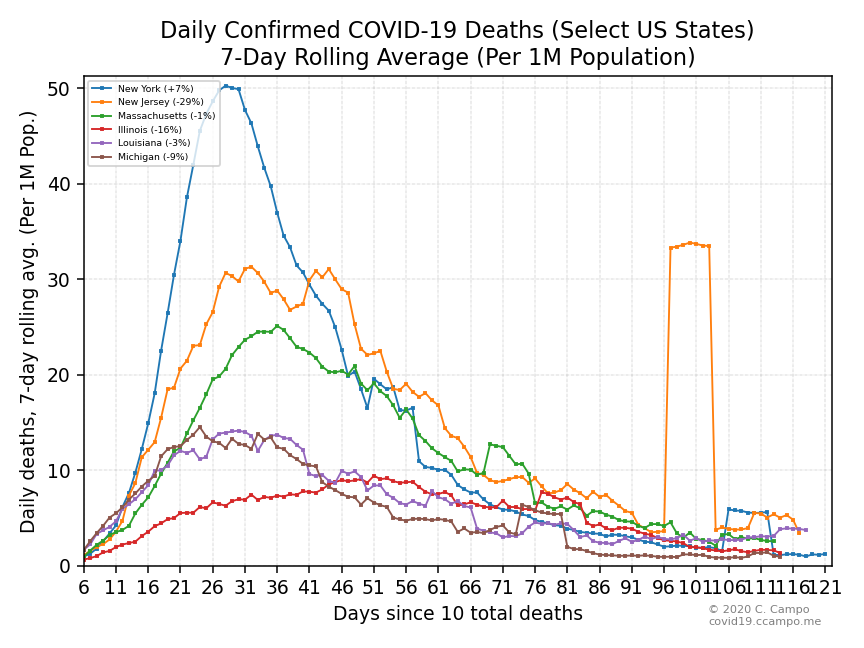 Daily Confirmed COVID-19 Deaths (Select US States)
7-Day Rolling Average (Per 1M Population)
Daily deaths, 7-day rolling avg. (Per 1M Pop.)
50
40
30
20
10
0
New York (+7%)
New Jersey (-29%)
Massachusetts (-1%)
Illinois (-16%)
Louisiana (-3%)
Michigan (-9%)
6 11 16 21 26 31 36 41 46 51 56 61 66 71 76 81 86 91 96 101 106 111 116 121
Days since 10 total deaths
© 2020 C. Campo
covid19.ccampo.me